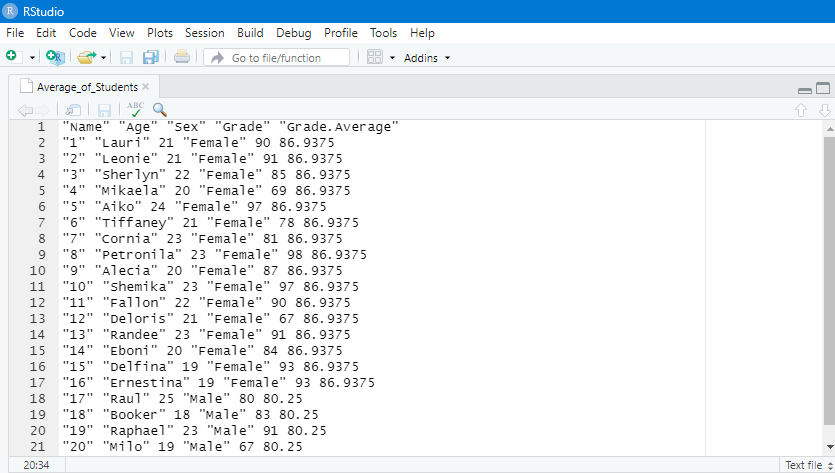 RStudio
File Edit Code View Plots Session Build Debug Profile Tools Help
Go to file/function Addins
Average_of_Students
ABC
1 "Name" "Age" "Sex" "Grade" "Grade.Average"
2 "1" "Lauri" 21 "Female" 90 86.9375
3 "2" "Leonie" 21 "Female" 91 86.9375
4 "3" "Sherlyn" 22 "Female" 85 86.9375
5 "4" "Mikaela" 20 "Female" 69 86.9375
6 "5" "Aiko" 24 "Female" 97 86.9375
7 "6" "Tiffaney" 21 "Female" 78 86.9375
8 "7" "Cornia" 23 "Female" 81 86.9375
9 "8" "Petronila" 23 "Female" 98 86.9375
10 "9" "Alecia" 20 "Female" 87 86.9375
11 "10" "Shemika" 23 "Female" 97 86.9375
12 "11" "Fallon" 22 "Female" 90 86.9375
13 "12" "Deloris" 21 "Female" 67 86.9375
14 "13" "Randee" 23 "Female" 91 86.9375
15 "14" "Eboni" 20 "Female" 84 86.9375
16 "15" "Delfina" 19 "Female" 93 86.9375
17 "16" "Ernestina" 19 "Female" 93 86.9375
18 "17" "Raul" 25 "Male" 80 80.25
19 "18" "Booker" 18 "Male" 83 80.25
20 "19" "Raphael" 23 "Male" 91 80.25
21 "20" "Milo" 19 "Male" 67 80.25
20:34 Text file